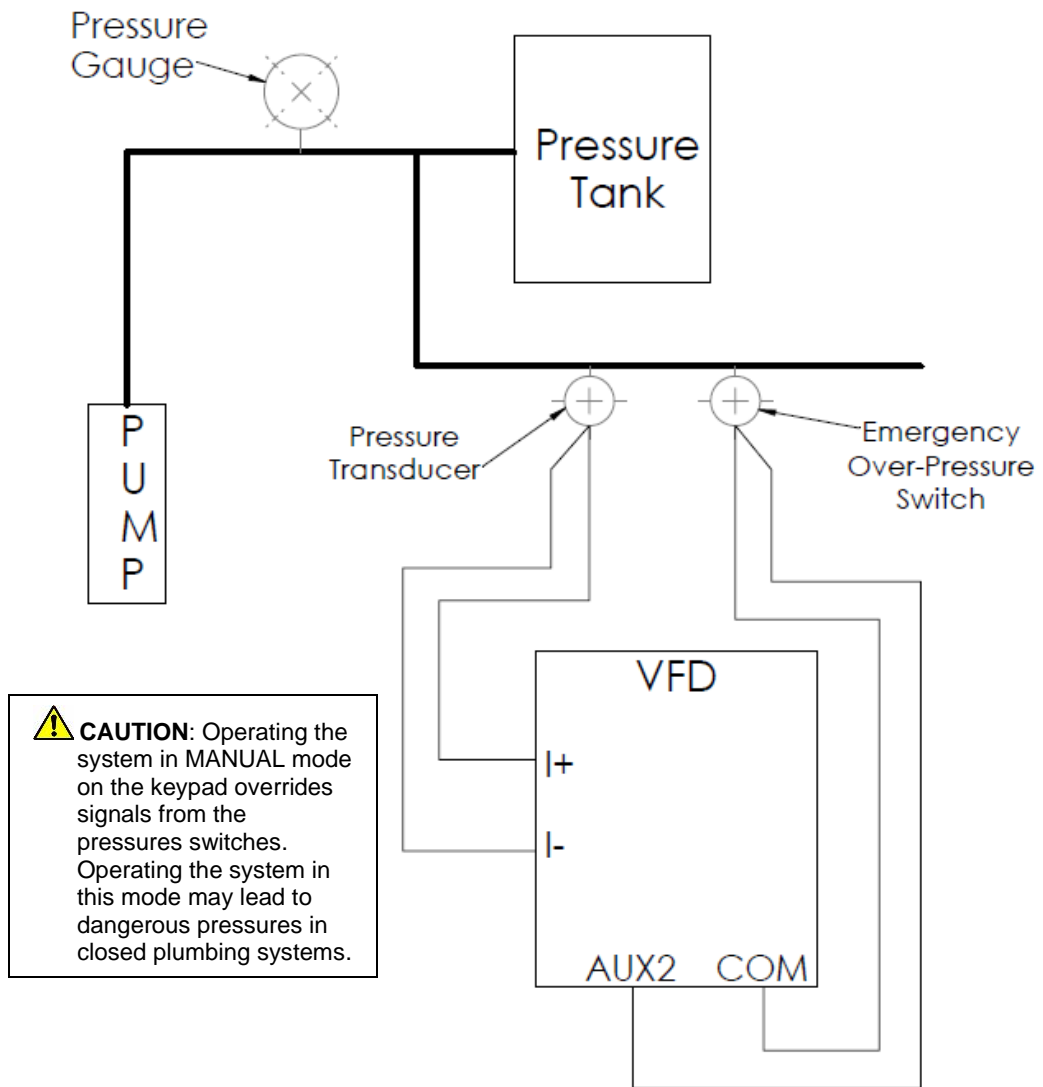 Pressure
Gauge
Pressure
Tank
P
U
M
P
Pressure
Transducer
Emergency
Over-Pressure
Switch
VFD
I+
I-
AUX2 COM
CAUTION: Operating the
system in MANUAL mode
on the keypad overrides
signals from the
pressures switches.
Operating the system in
this mode may lead to
dangerous pressures in
closed plumbing systems.